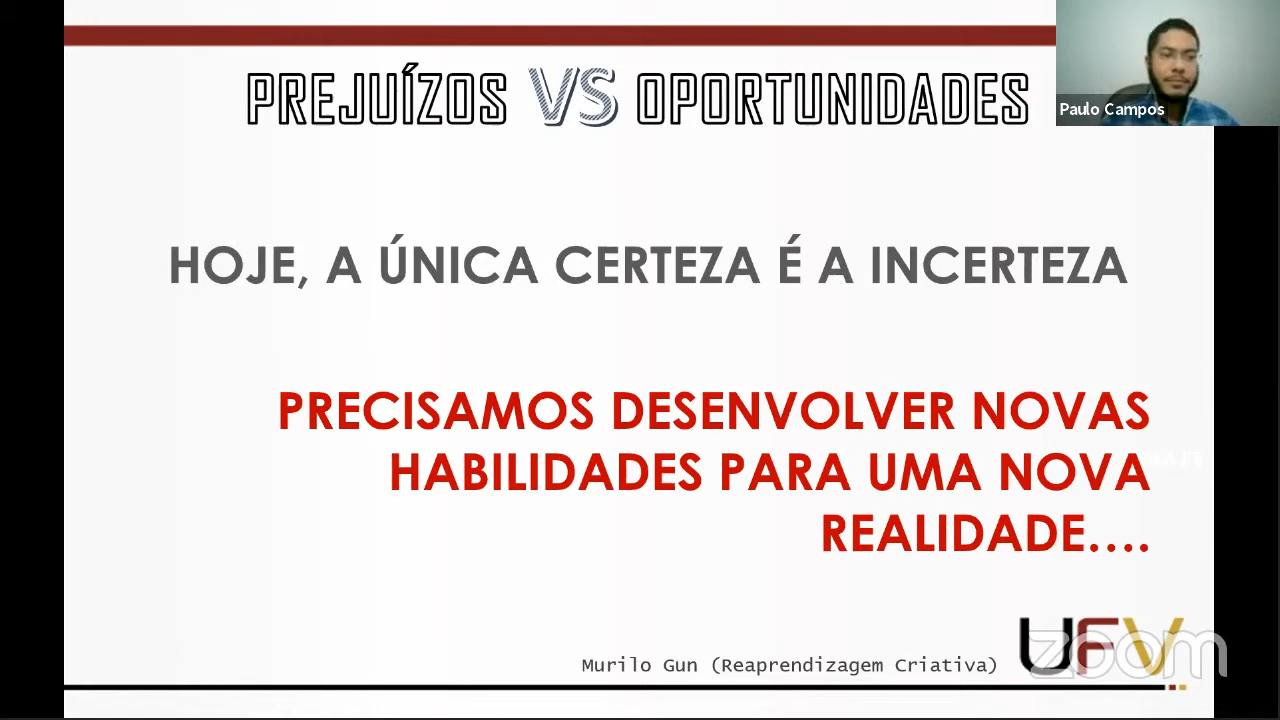 PREJUÍZOS VS OPORTUNIDADES
Paulo Campos
HOJE, A ÚNICA CERTEZA É A INCERTEZA
PRECISAMOS DESENVOLVER NOVAS
HABILIDADES PARA UMA NOVA
REALIDADE....
Murilo Gun (Reaprendizagem Criativa)
UFV
zoom